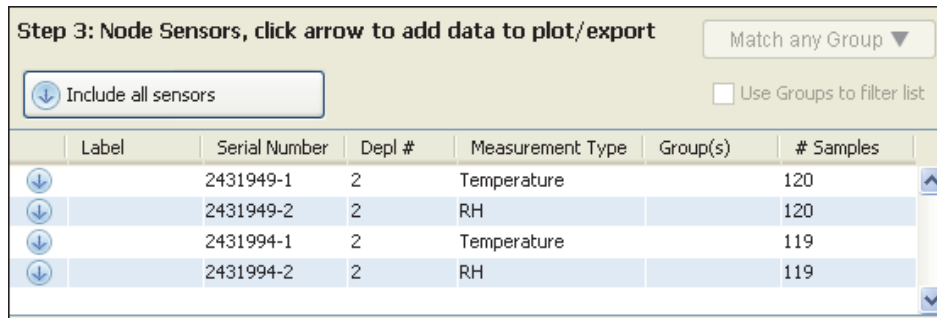 Step 3: Node Sensors, click arrow to add data to plot/export
Match any Group ▼
Include all sensors
Use Groups to filter list
Label Serial Number Depl # Measurement Type Group(s) # Samples
2431949-1 2 Temperature 120
2431949-2 2 RH 120
2431994-1 2 Temperature 119
2431994-2 2 RH 119